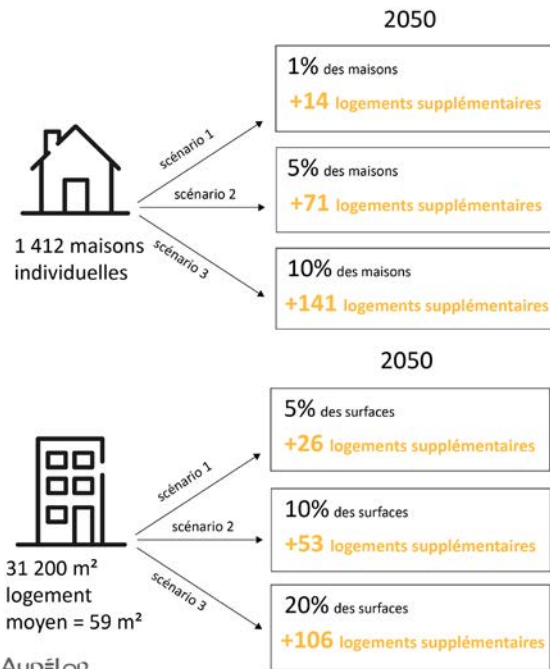 2050
1% des maisons
+14 logements supplémentaires
scénario 1
5% des maisons
+71 logements supplémentaires
scénario 2
10% des maisons
+141 logements supplémentaires
scénario 3
1 412 maisons
individuelles
2050
5% des surfaces
+26 logements supplémentaires
scénario 1
10% des surfaces
+53 logements supplémentaires
scénario 2
20% des surfaces
+106 logements supplémentaires
scénario 3
31 200 m²
logement
moyen = 59 m²